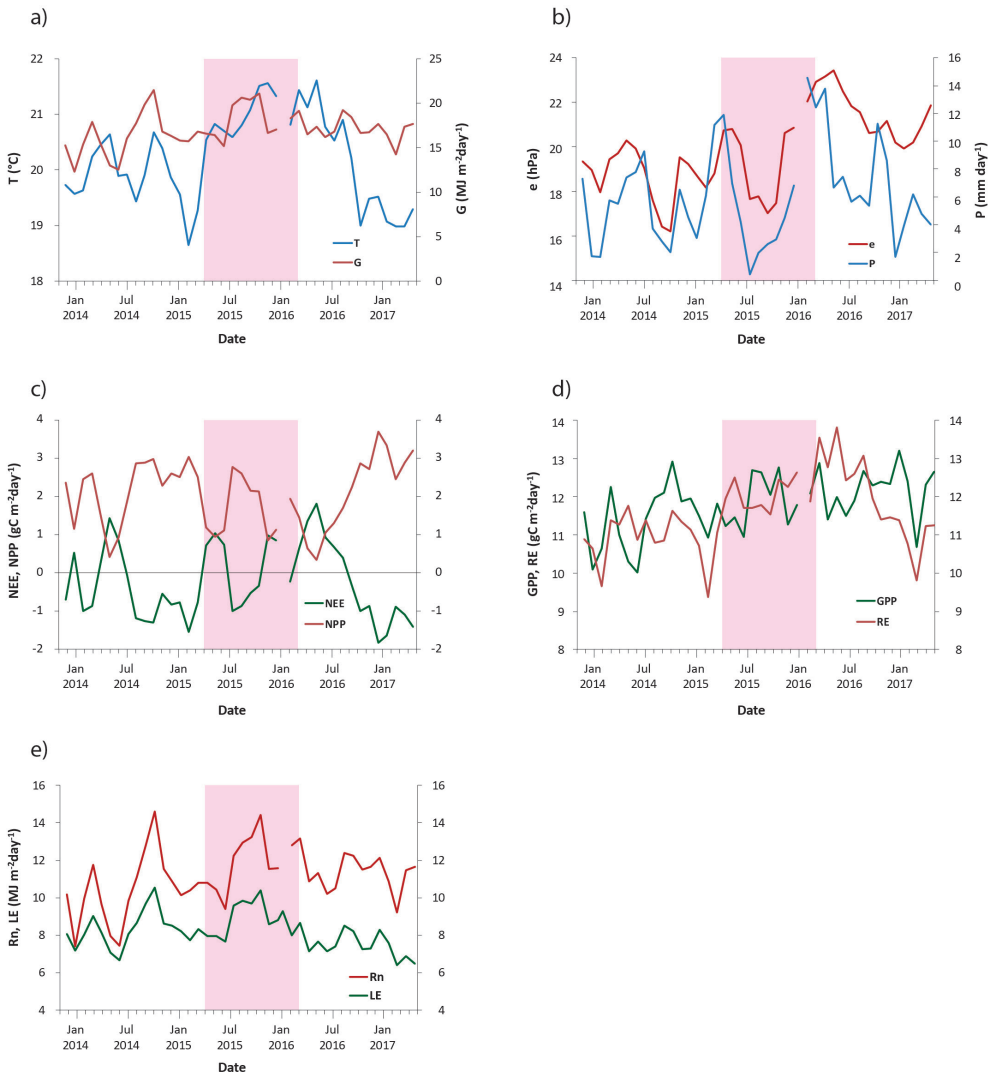 a)
22
21
20
19
18
T (°C)
25
20
15
10
5
0
G (MJ m⁻²day⁻¹)
T
G
Jan 2014
Jul 2014
Jan 2015
Jul 2015
Jan 2016
Jul 2016
Jan 2017
Date
b)
24
22
20
18
16
14
e (hPa)
16
14
12
10
8
6
4
2
0
P (mm day⁻¹)
e
P
Jan 2014
Jul 2014
Jan 2015
Jul 2015
Jan 2016
Jul 2016
Jan 2017
Date
c)
4
3
2
1
0
-1
-2
NEE, NPP (gC m⁻²day⁻¹)
4
3
2
1
0
-1
-2
NEE
NPP
Jan 2014
Jul 2014
Jan 2015
Jul 2015
Jan 2016
Jul 2016
Jan 2017
Date
d)
14
13
12
11
10
9
8
GPP, RE (gC m⁻²day⁻¹)
14
13
12
11
10
9
8
GPP
RE
Jan 2014
Jul 2014
Jan 2015
Jul 2015
Jan 2016
Jul 2016
Jan 2017
Date
e)
16
14
12
10
8
6
4
Rn, LE (MJ m⁻²day⁻¹)
16
14
12
10
8
6
4
Rn
LE
Jan 2014
Jul 2014
Jan 2015
Jul 2015
Jan 2016
Jul 2016
Jan 2017
Date